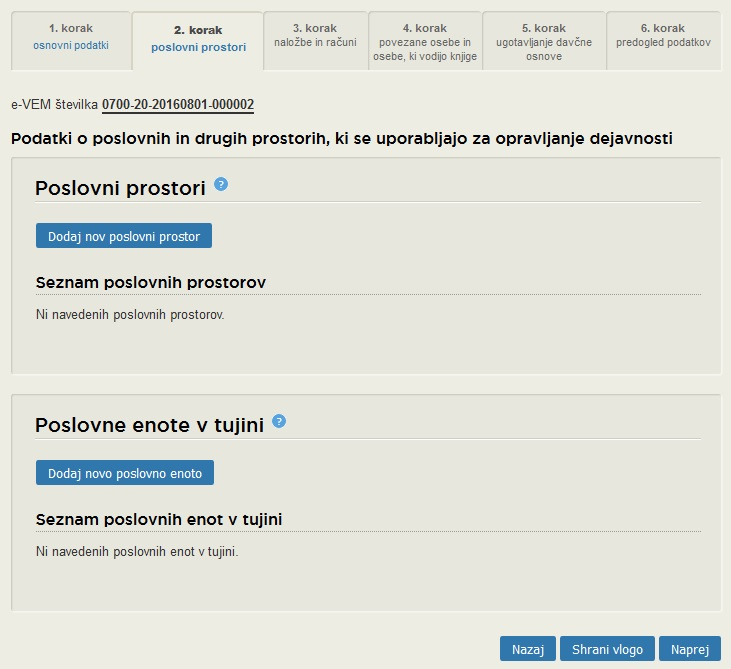 1. korak
osnovni podatki
2. korak
poslovni prostori
3. korak
naložbe in računi
4. korak
povezane osebe in
osebe, ki vodijo knjige
5. korak
ugotavljanje davčne
osnove
6. korak
predogled podatkov
e-VEM številka 0700-20-20160801-000002
Podatki o poslovnih in drugih prostorih, ki se uporabljajo za opravljanje dejavnosti
Poslovni prostori ?
Dodaj nov poslovni prostor
Seznam poslovnih prostorov
Ni navedenih poslovnih prostorov.
Poslovne enote v tujini ?
Dodaj novo poslovno enoto
Seznam poslovnih enot v tujini
Ni navedenih poslovnih enot v tujini.
Nazaj Shrani vlogo Naprej